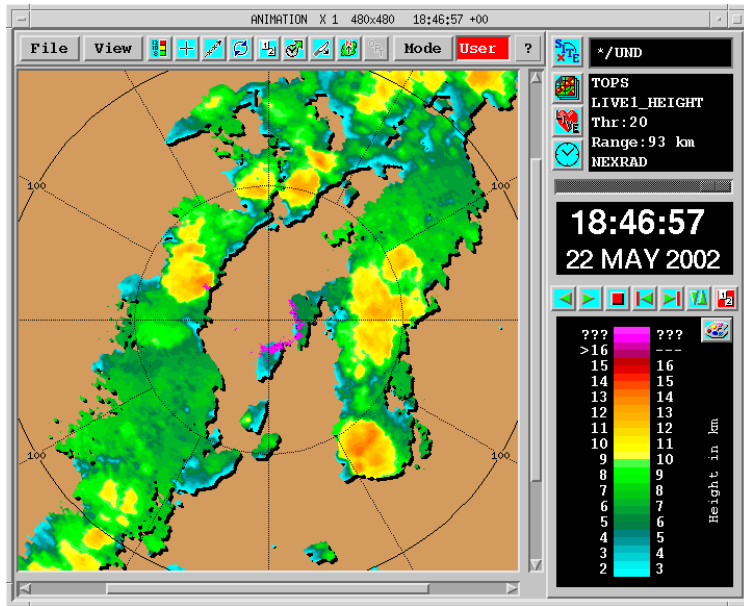 ANIMATION X 1 480x480 18:46:57 +00
File View Mode User ?
SITE */UND
TOPS
LIVE1_HEIGHT
LIVE Thr:20
Range:93 km
NEXRAD
100 100
100 100
18:46:57
22 MAY 2002
??? ???
>16 ---
15 16
14 15
13 14
12 13
11 12
10 11
9 10
8 9
7 8
6 7
5 6
4 5
3 4
2 3
Height in km